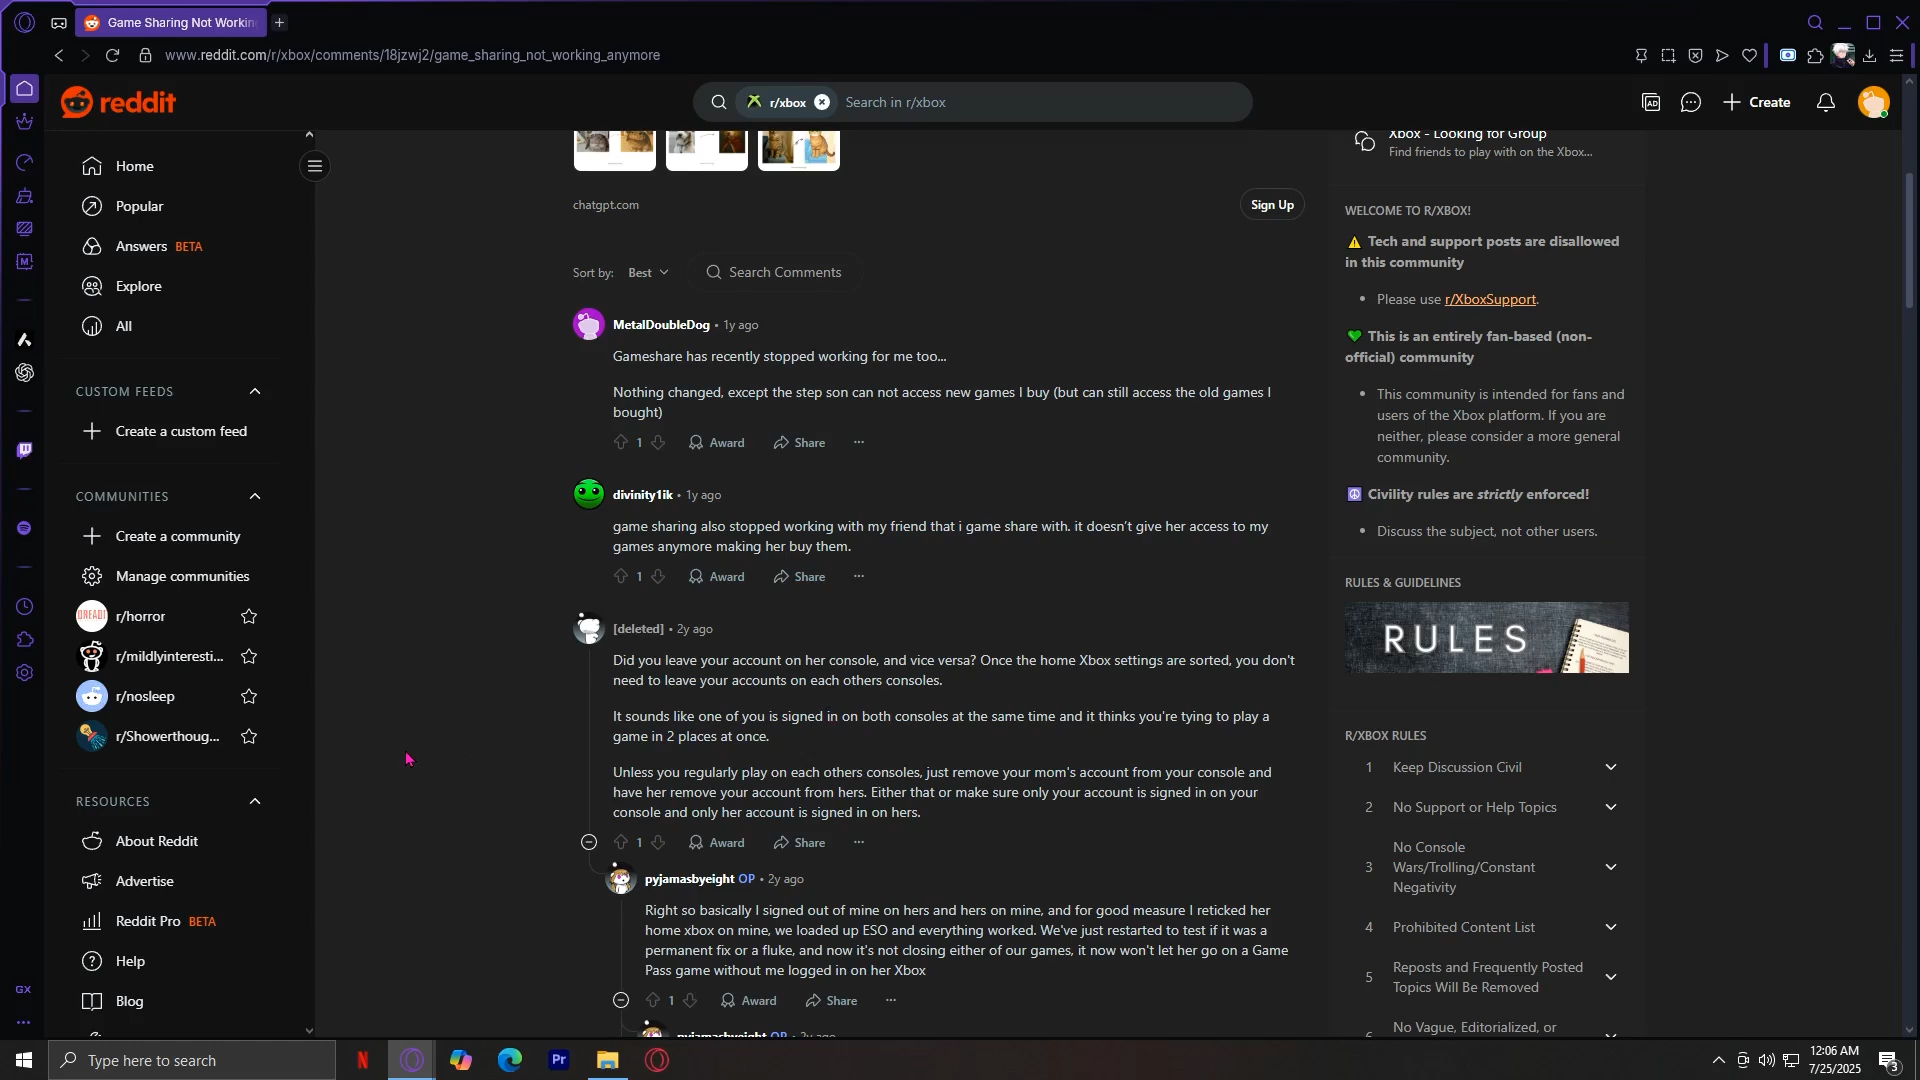 Game Sharing Not Workin
www.reddit.com/r/xbox/comments/18jzwj2/game_sharing_not_working_anymore
reddit
r/xbox
Search in r/xbox
AD
Create
Home
Popular
Answers BETA
Explore
All
CUSTOM FEEDS
Create a custom feed
COMMUNITIES
Create a community
Manage communities
r/horror
r/mildlyinteresti...
r/nosleep
r/Showerthoug...
RESOURCES
About Reddit
Advertise
Reddit Pro BETA
Help
Blog
chatgpt.com
Sign Up
Sort by:
Best
Search Comments
MetalDoubleDog • 1y ago
Gameshare has recently stopped working for me too...
Nothing changed, except the step son can not access new games I buy (but can still access the old games I
bought)
1
Award
Share
divinity1ik • 1y ago
game sharing also stopped working with my friend that i game share with. it doesn’t give her access to my
games anymore making her buy them.
1
Award
Share
[deleted] • 2y ago
Did you leave your account on her console, and vice versa? Once the home Xbox settings are sorted, you don't
need to leave your accounts on each others consoles.
It sounds like one of you is signed in on both consoles at the same time and it thinks you're tying to play a
game in 2 places at once.
Unless you regularly play on each others consoles, just remove your mom's account from your console and
have her remove your account from hers. Either that or make sure only your account is signed in on your
console and only her account is signed in on hers.
1
Award
Share
pyjamasbyeight OP • 2y ago
Right so basically I signed out of mine on hers and hers on mine, and for good measure I reticked her
home xbox on mine, we loaded up ESO and everything worked. We've just restarted to test if it was a
permanent fix or a fluke, and now it's not closing either of our games, it now won't let her go on a Game
Pass game without me logged in on her Xbox
1
Award
Share
pyjamasbyeight OP • 2y ago
Xbox - Looking for Group
Find friends to play with on the Xbox...
WELCOME TO R/XBOX!
Tech and support posts are disallowed
in this community
• Please use r/XboxSupport.
This is an entirely fan-based (non-
official) community
• This community is intended for fans and
users of the Xbox platform. If you are
neither, please consider a more general
community.
Civility rules are strictly enforced!
• Discuss the subject, not other users.
RULES & GUIDELINES
RULES
R/XBOX RULES
1 Keep Discussion Civil
2 No Support or Help Topics
3 No Console
Wars/Trolling/Constant
Negativity
4 Prohibited Content List
5 Reposts and Frequently Posted
Topics Will Be Removed
No Vague, Editorialized, or
GX
Type here to search
N
Pr
12:06 AM
7/25/2025
3